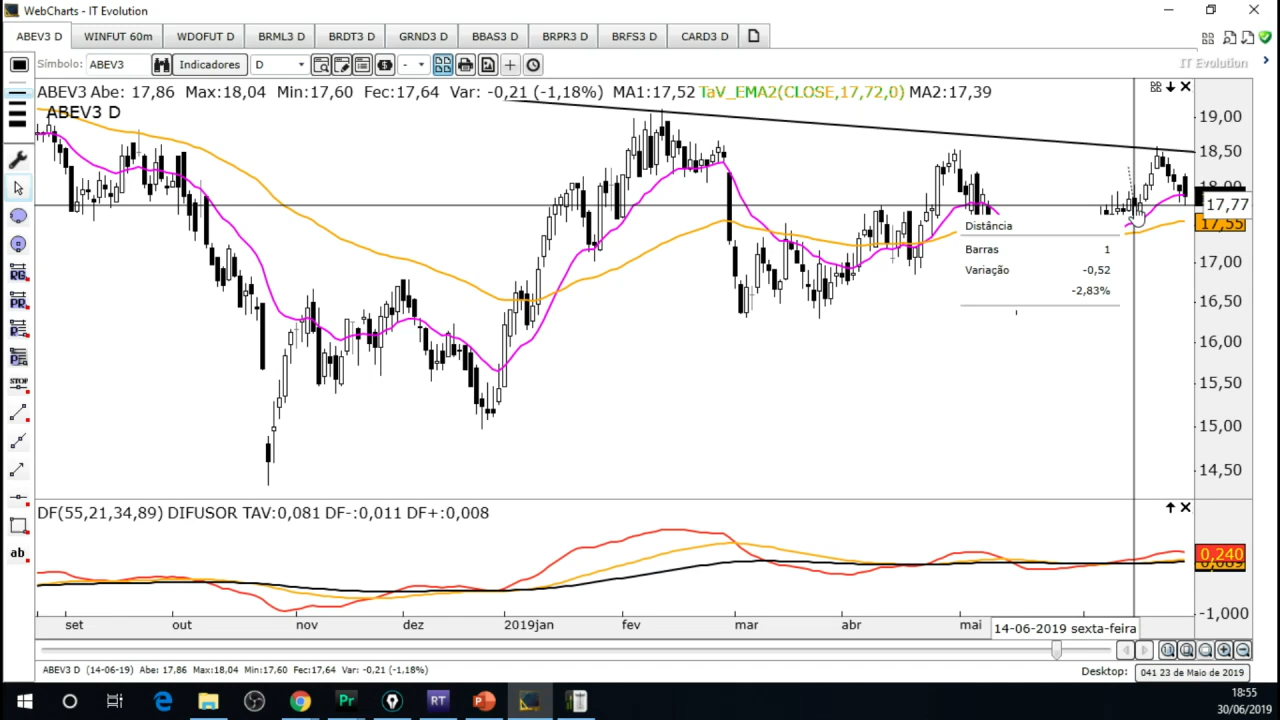 WebCharts - IT Evolution
ABEV3 D WINFUT 60m WDOFUT D BRML3 D BRDT3 D GRND3 D BBAS3 D BRPR3 D BRFS3 D CARD3 D
Símbolo: ABEV3 Indicadores D - IT Evolution
ABEV3 Abe: 17,86 Max:18,04 Min:17,60 Fec:17,64 Var: -0,21 (-1,18%) MA1:17,52 TaV_EMA2(CLOSE,17,72,0) MA2:17,39
ABEV3 D
19,00
18,50
17,77
17,55
17,00
16,50
16,00
15,50
15,00
14,50
Distância
Barras 1
Variação -0,52
-2,83%
RG
PR
STOP
ab
DF(55,21,34,89) DIFUSOR TAV:0,081 DF-:0,011 DF+:0,008
0,240
-1,000
set out nov dez 2019jan fev mar abr mai 14-06-2019 sexta-feira
ABEV3 D (14-06-19) Abe: 17,86 Max:18,04 Min:17,60 Fec:17,64 Var: -0,21 (-1,18%)
Desktop: 041 23 de Maio de 2019
Pr RT
18:55
30/06/2019